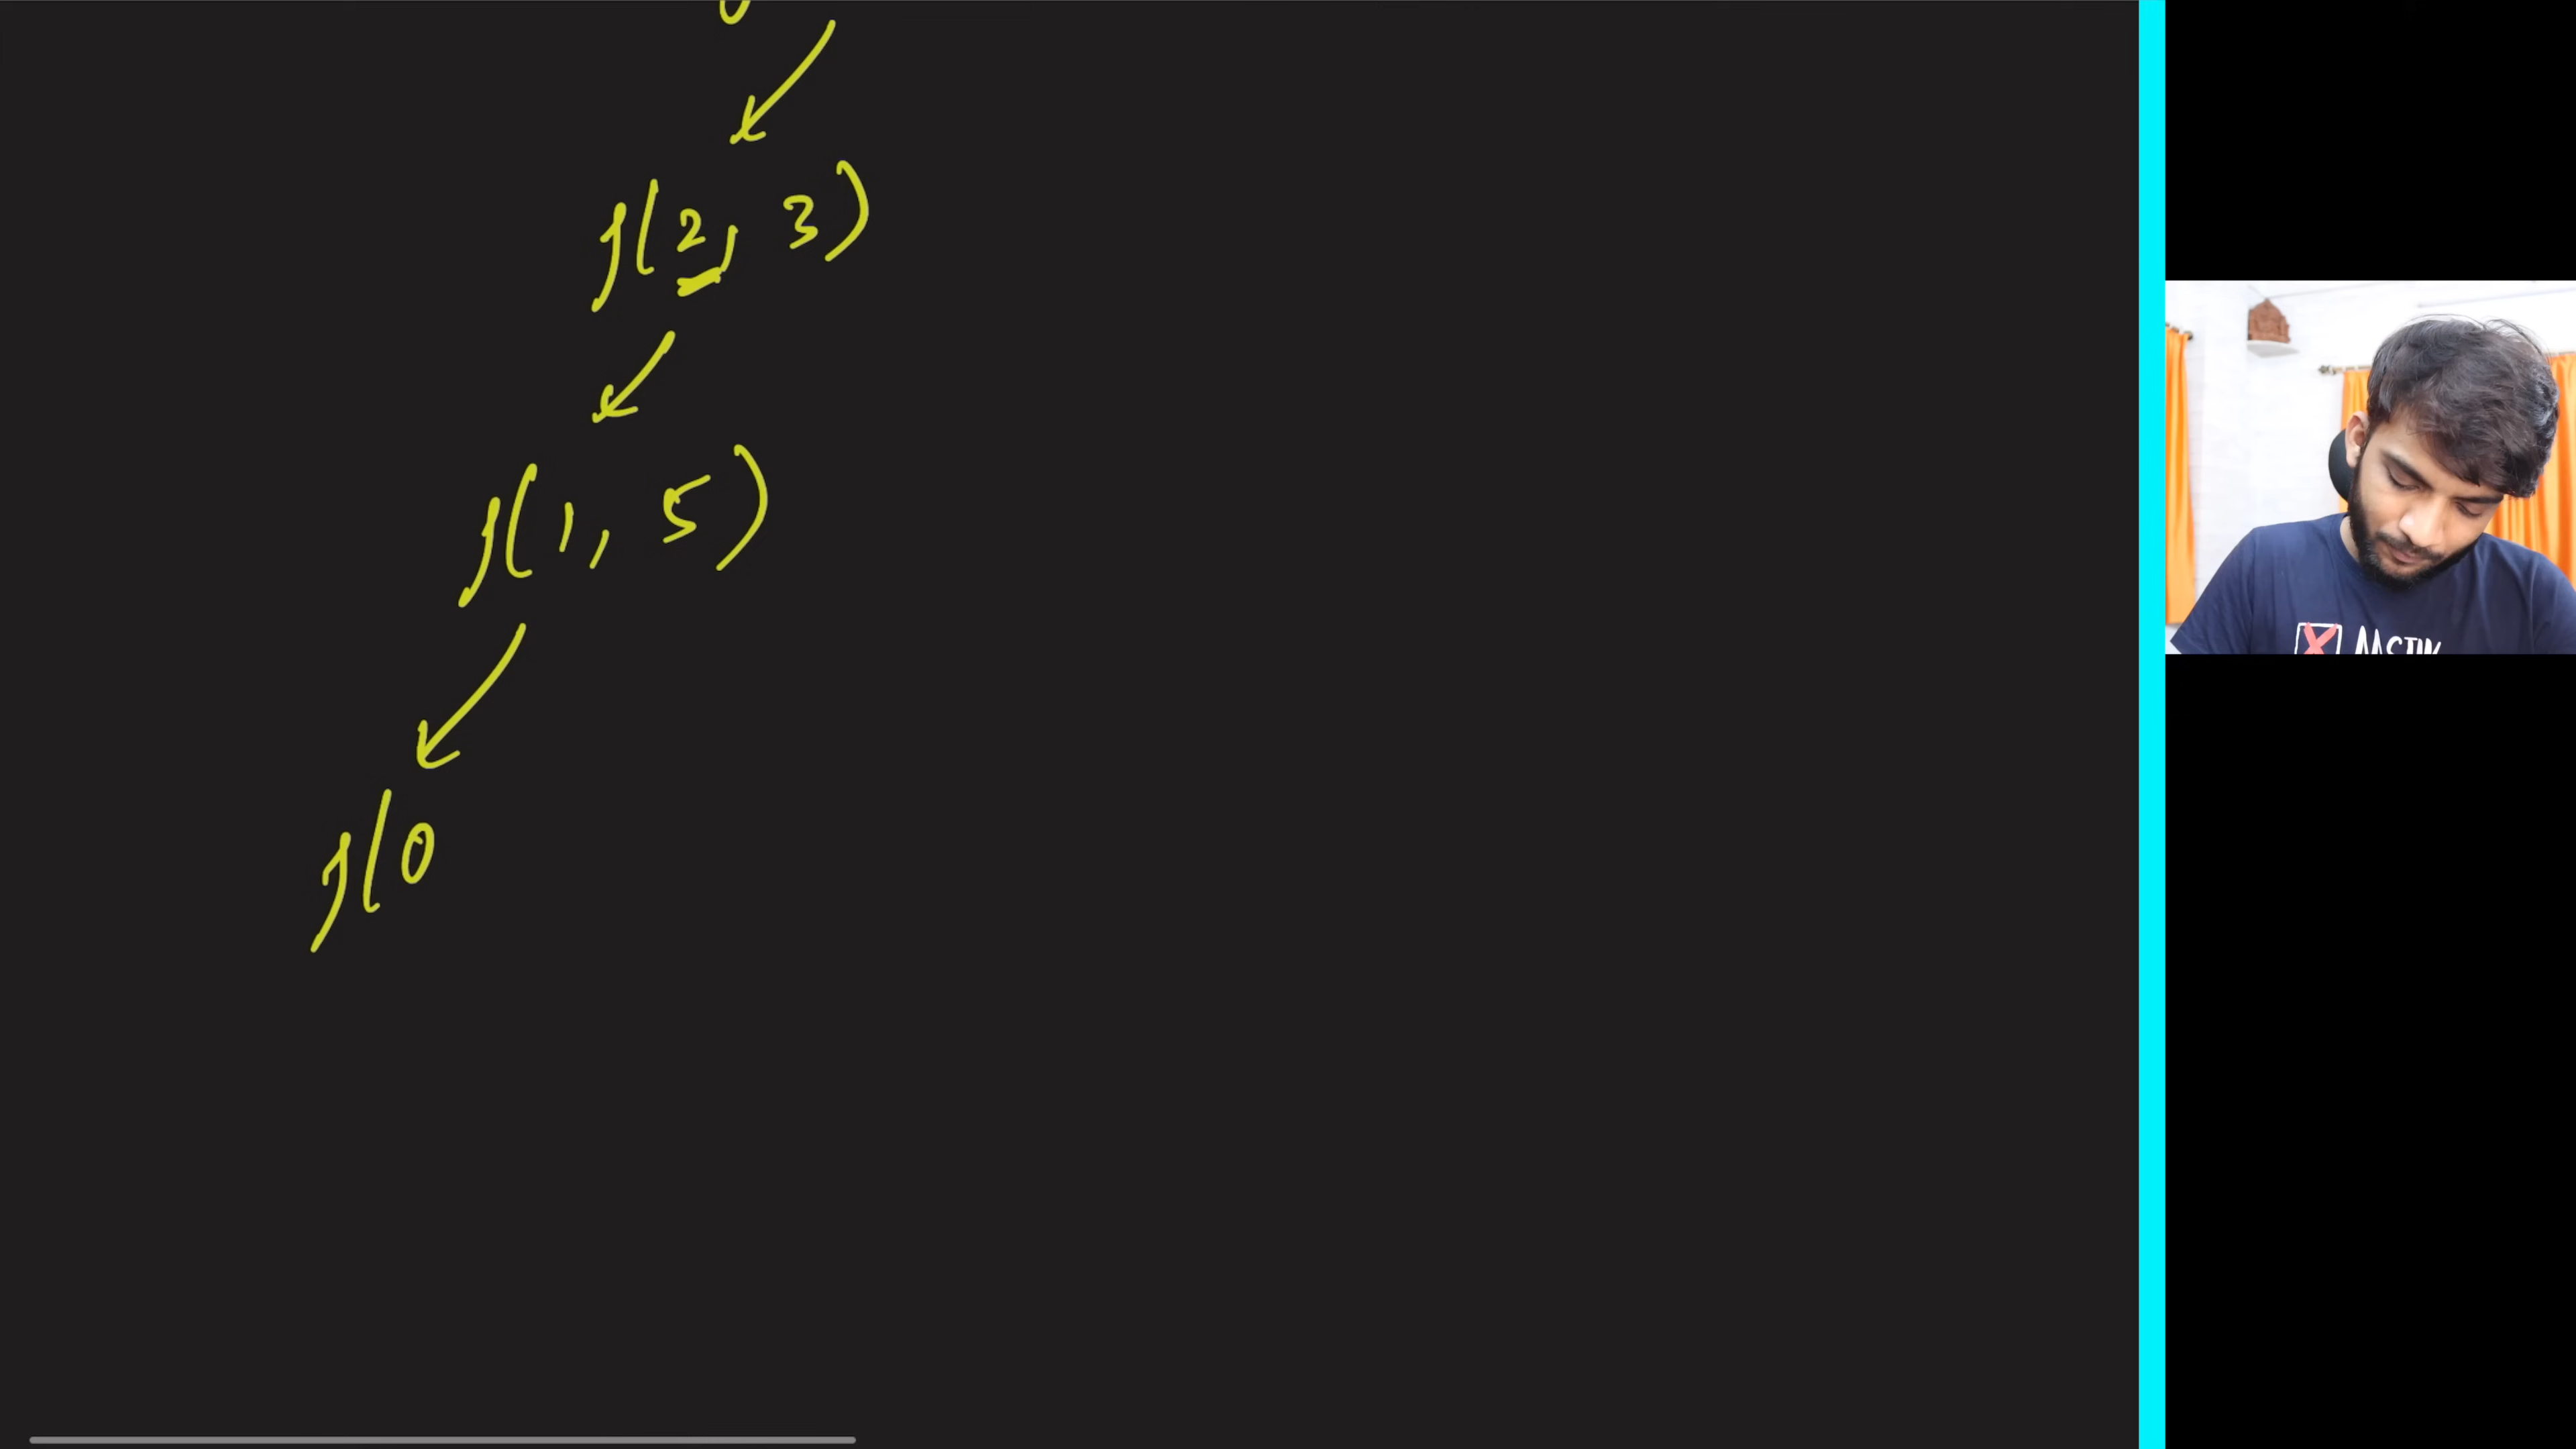 f(2, 3)
f(1, 5)
f(0